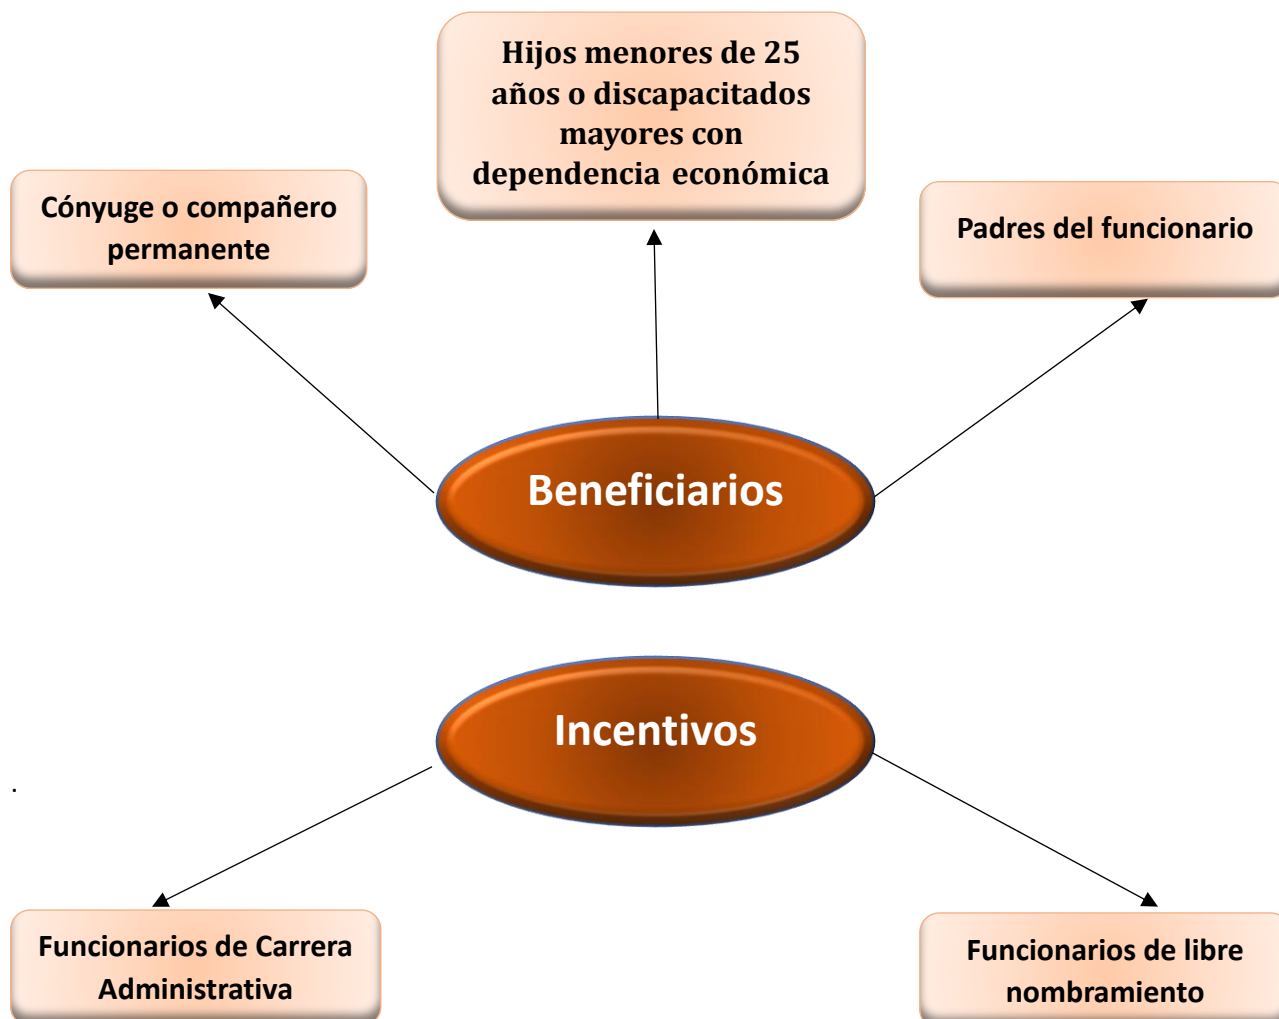 Hijos menores de 25
años o discapacitados
mayores con
dependencia económica
Cónyuge o compañero
permanente
Padres del funcionario
Beneficiarios
Incentivos
.
Funcionarios de Carrera
Administrativa
Funcionarios de libre
nombramiento